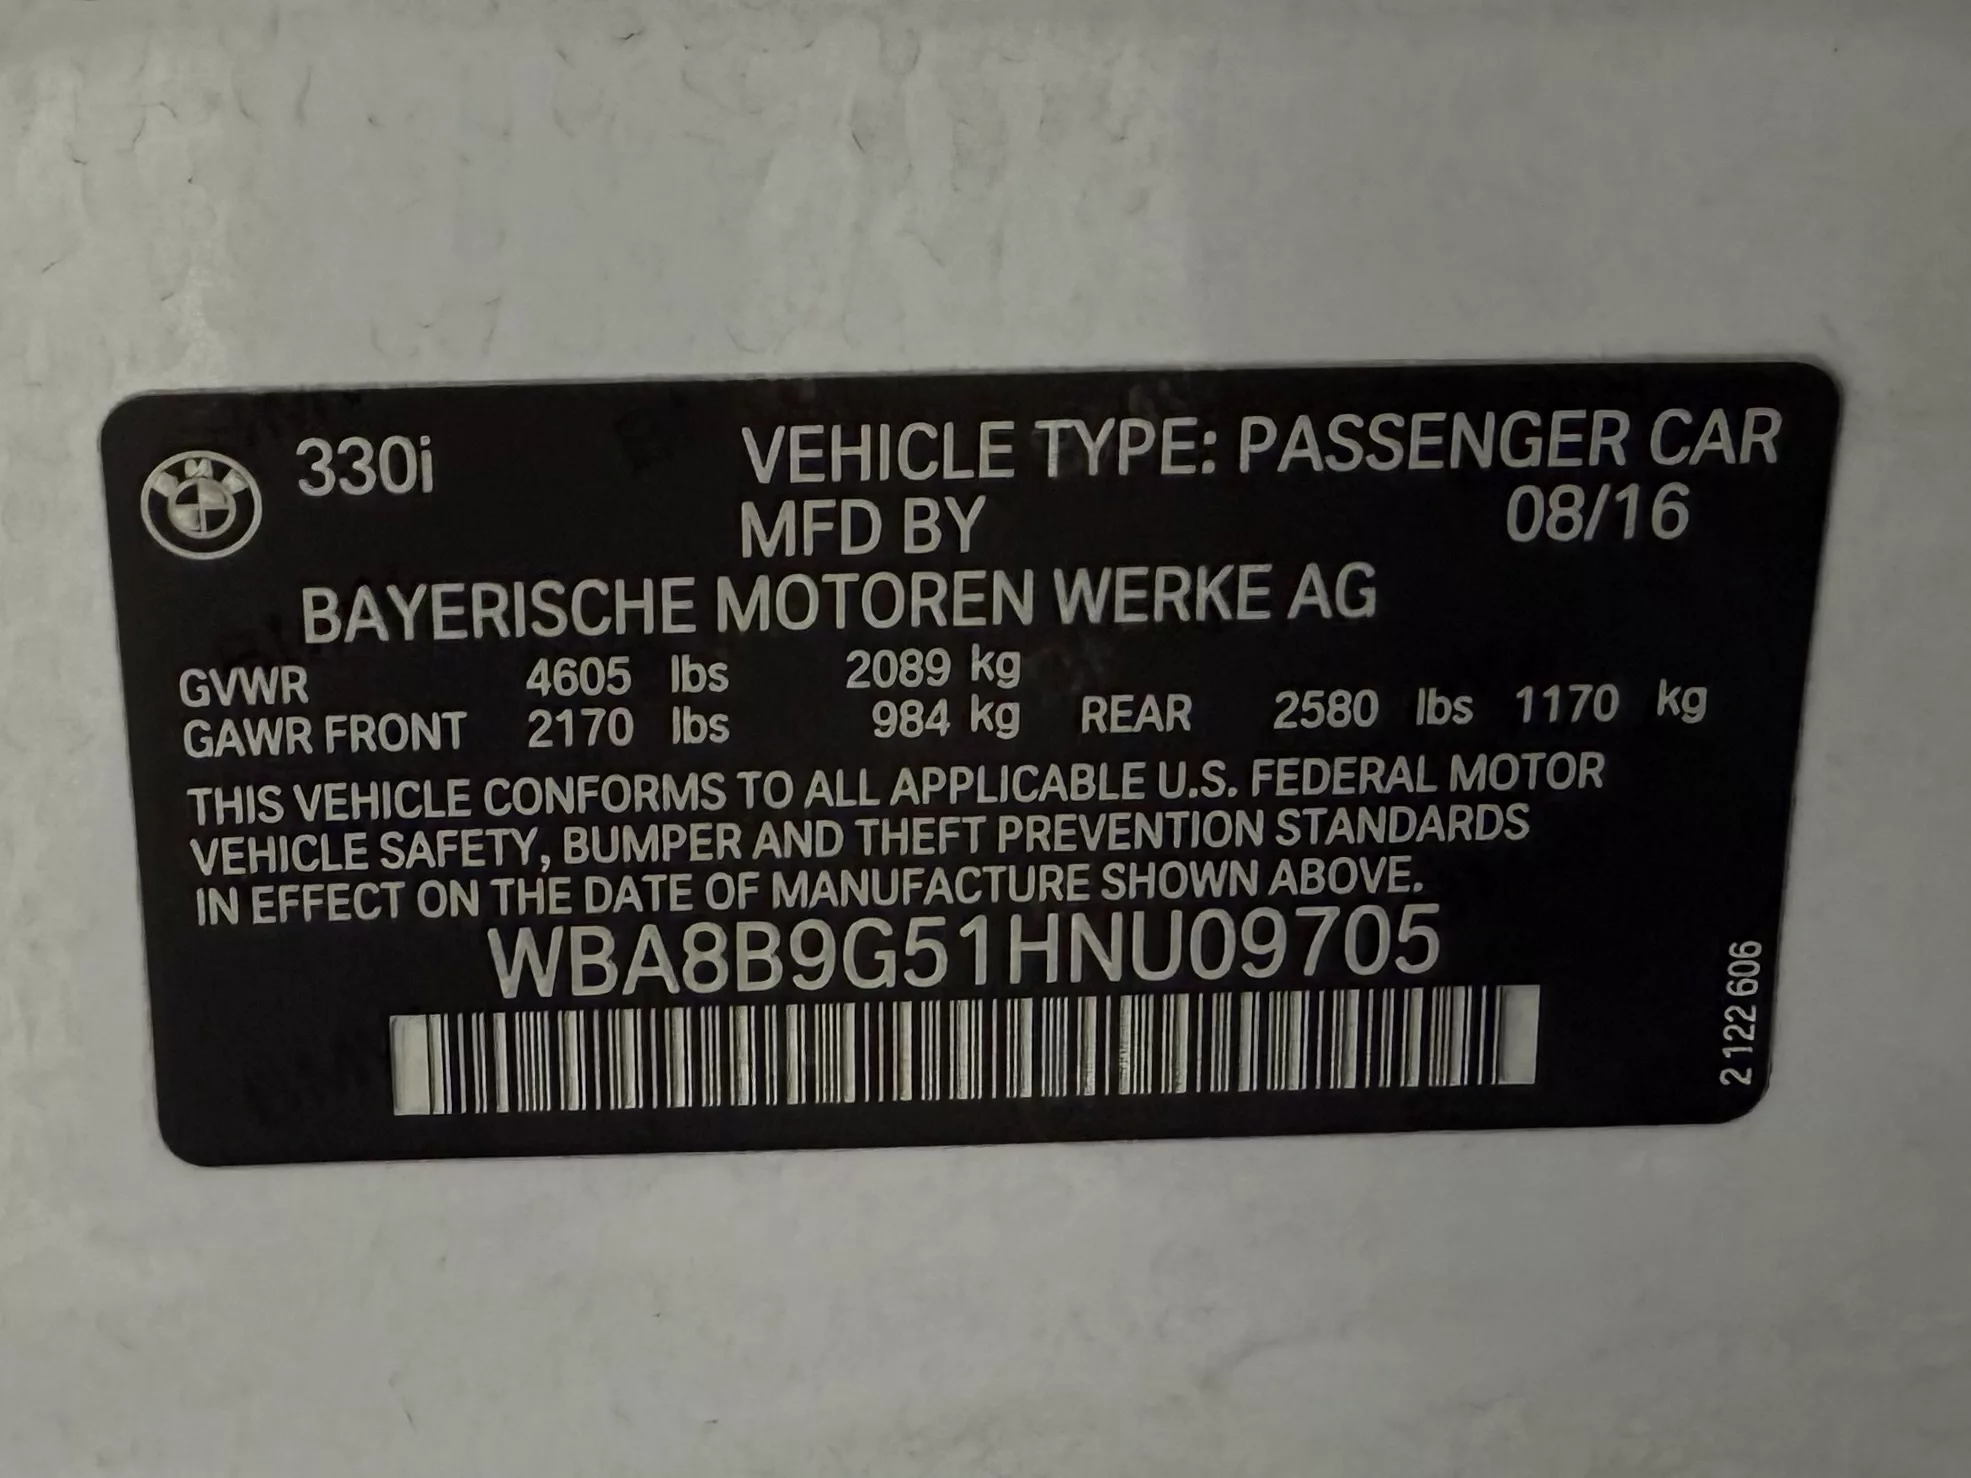 330i VEHICLE TYPE: PASSENGER CAR
MFD BY 08/16
BAYERISCHE MOTOREN WERKE AG
GVWR 4605 lbs 2089 kg
GAWR FRONT 2170 lbs 984 kg REAR 2580 lbs 1170 kg
THIS VEHICLE CONFORMS TO ALL APPLICABLE U.S. FEDERAL MOTOR
VEHICLE SAFETY, BUMPER AND THEFT PREVENTION STANDARDS
IN EFFECT ON THE DATE OF MANUFACTURE SHOWN ABOVE.
WBA8B9G51HNU09705
2 122 606